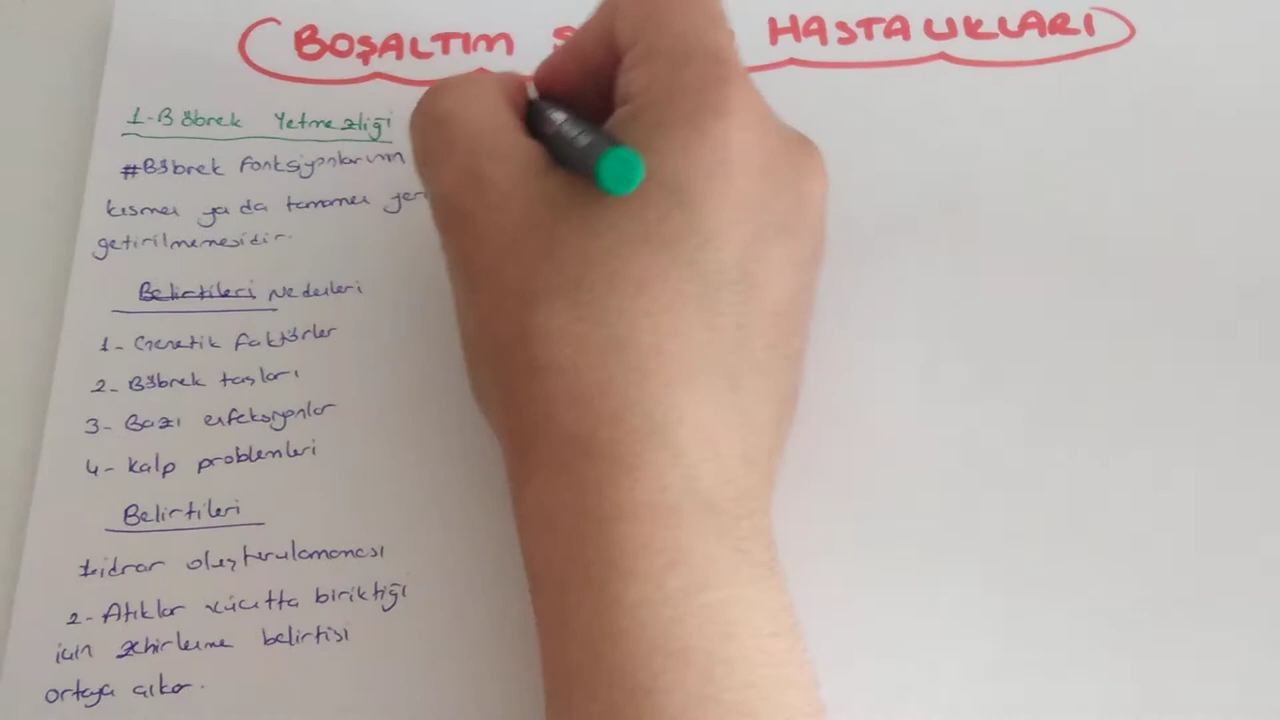 BOŞALTIM S HASTALIKLARI
1-Böbrek Yetmezliği
#Böbrek fonksiyonlarının
kısmen ya da tamamen yeri
getirilmemesidir.
Belirtileri Nedenleri
1- Genetik faktörler
2- Böbrek taşları
3- Bazı enfeksiyonlar
4- Kalp problemleri
Belirtileri
1-idrar oluşturulamaması
2-Atıklar vücutta biriktiği
için zehirlenme belirtisi
ortaya çıkar.